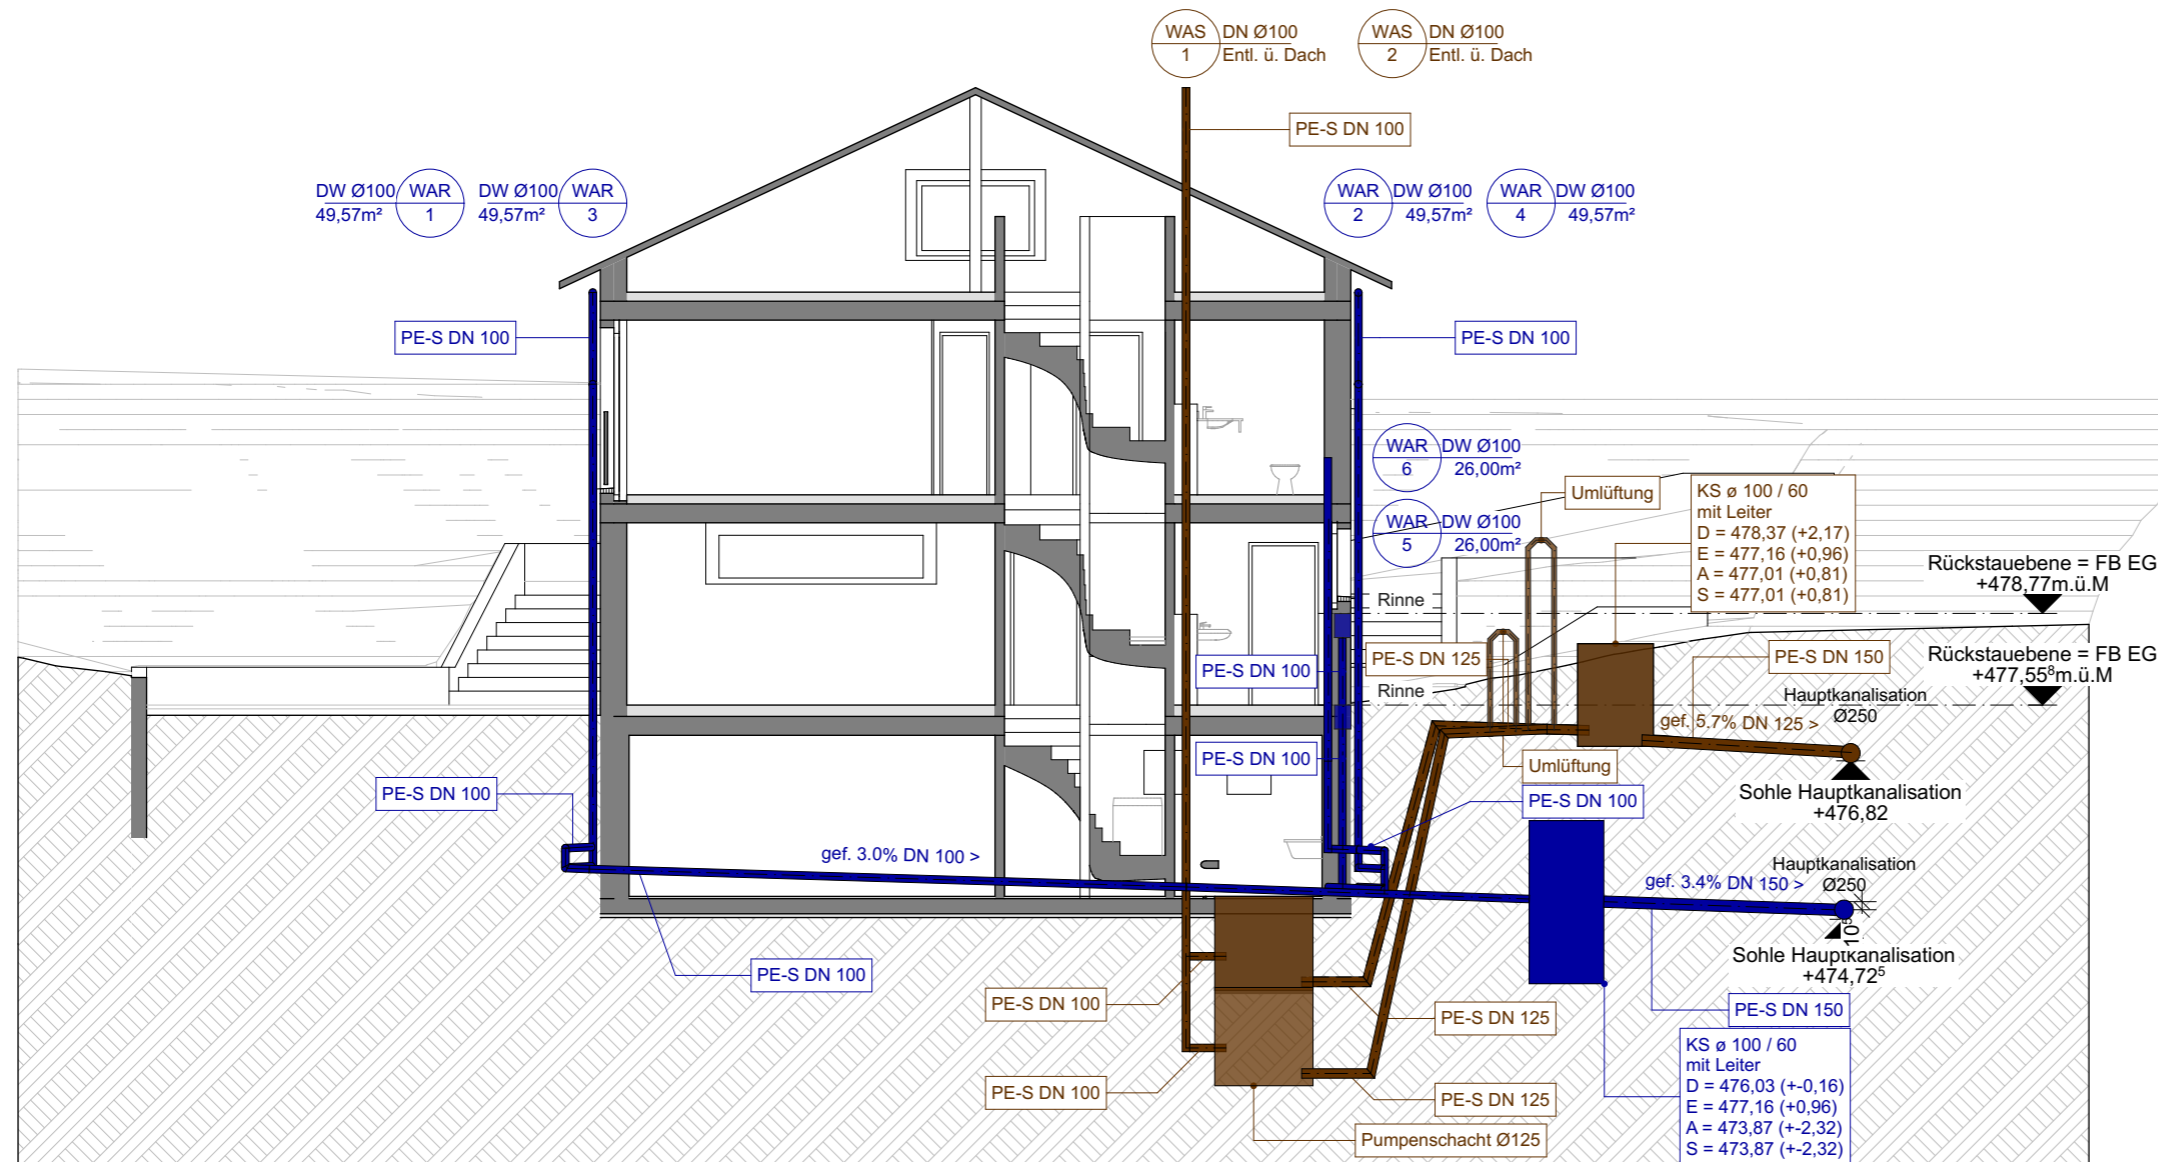 WAS
1
DN Ø100
Entl. ü. Dach
WAS
2
DN Ø100
Entl. ü. Dach
PE-S DN 100
DW Ø100
49,57m²
WAR
1
DW Ø100
49,57m²
WAR
3
WAR
2
DW Ø100
49,57m²
WAR
4
DW Ø100
49,57m²
PE-S DN 100
PE-S DN 100
WAR
6
DW Ø100
26,00m²
WAR
5
DW Ø100
26,00m²
Umlüftung
KS ø 100 / 60
mit Leiter
D = 478,37 (+2,17)
E = 477,16 (+0,96)
A = 477,01 (+0,81)
S = 477,01 (+0,81)
Rückstauebene = FB EG
+478,77m.ü.M
Rinne
PE-S DN 125
PE-S DN 100
PE-S DN 150
Rückstauebene = FB EG
+477,55⁸m.ü.M
Rinne
Hauptkanalisation
Ø250
gef. 5.7% DN 125 >
PE-S DN 100
Umlüftung
PE-S DN 100
PE-S DN 100
Sohle Hauptkanalisation
+476,82
gef. 3.0% DN 100 >
Hauptkanalisation
Ø250
gef. 3.4% DN 150 >
10⁵
Sohle Hauptkanalisation
+474,72⁵
PE-S DN 100
PE-S DN 100
PE-S DN 125
PE-S DN 150
KS ø 100 / 60
mit Leiter
D = 476,03 (+-0,16)
E = 477,16 (+0,96)
A = 473,87 (+-2,32)
S = 473,87 (+-2,32)
PE-S DN 100
PE-S DN 125
Pumpenschacht Ø125